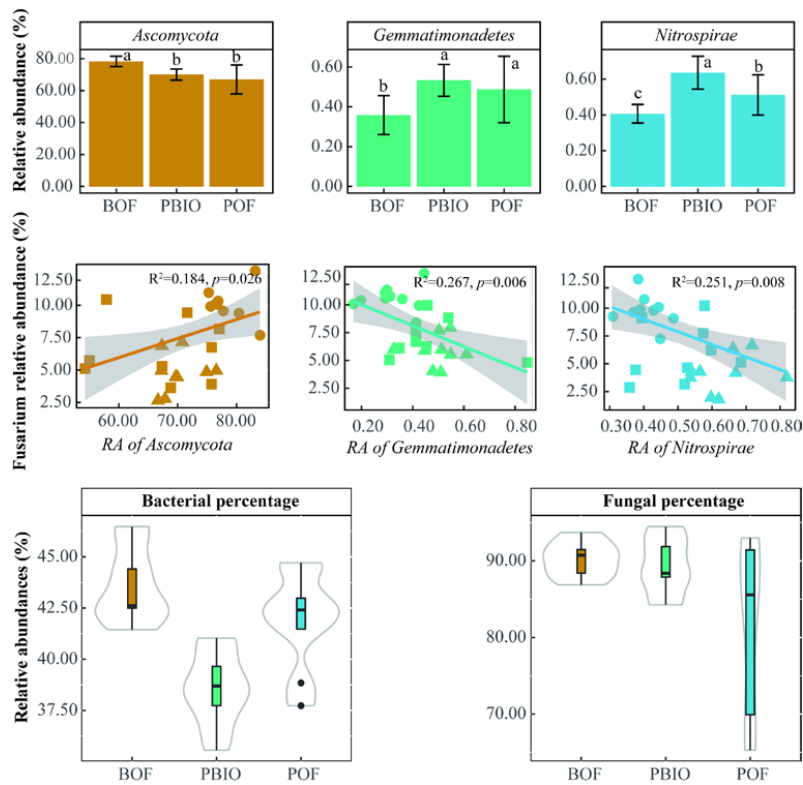 Relative abundance (%)
Ascomycota
80.00
60.00
40.00
20.00
0.00
a
b
b
BOF PBIO POF
Gemmatimonadetes
0.60
0.40
0.20
0.00
b
a
a
BOF PBIO POF
Nitrospirae
0.60
0.40
0.20
0.00
c
a
b
BOF PBIO POF
Fusarium relative abundance (%)
12.50
10.00
7.50
5.00
2.50
R²=0.184, p=0.026
60.00 70.00 80.00
RA of Ascomycota
12.50
10.00
7.50
5.00
2.50
R²=0.267, p=0.006
0.20 0.40 0.60 0.80
RA of Gemmatimonadetes
12.50
10.00
7.50
5.00
2.50
R²=0.251, p=0.008
0.30 0.40 0.50 0.60 0.70 0.80
RA of Nitrospirae
Relative abundances (%)
Bacterial percentage
45.00
42.50
39.00
37.50
BOF PBIO POF
Fungal percentage
90.00
80.00
70.00
BOF PBIO POF